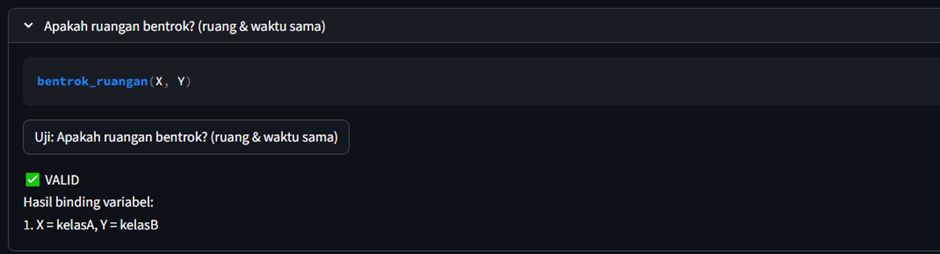 Apakah ruangan bentrok? (ruang & waktu sama)
bentrok_ruangan(X, Y)
Uji: Apakah ruangan bentrok? (ruang & waktu sama)
✅ VALID
Hasil binding variabel:
1. X = kelasA, Y = kelasB